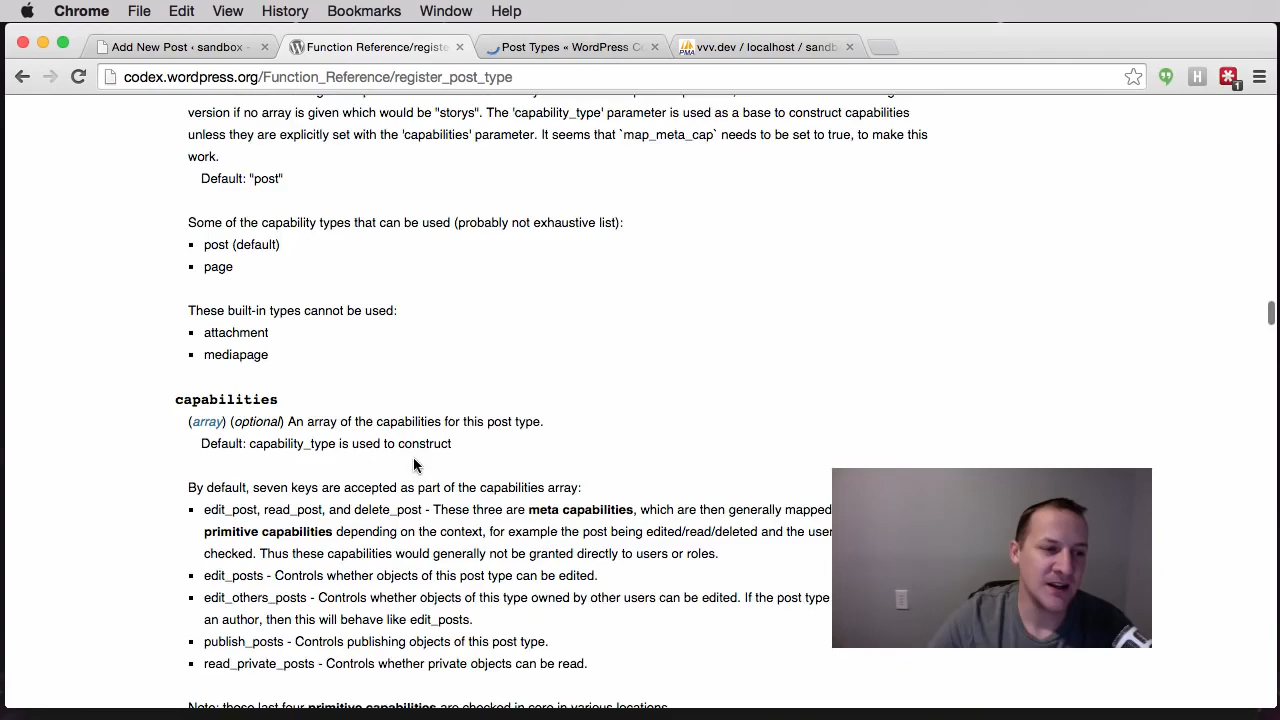 Chrome File Edit View History Bookmarks Window Help
Add New Post ‹ sandbox - Function Reference/registe Post Types « WordPress C vvv.dev / localhost / sandb
codex.wordpress.org/Function_Reference/register_post_type
version if no array is given which would be "storys". The 'capability_type' parameter is used as a base to construct capabilities
unless they are explicitly set with the 'capabilities' parameter. It seems that `map_meta_cap` needs to be set to true, to make this
work.
Default: "post"
Some of the capability types that can be used (probably not exhaustive list):
▪ post (default)
▪ page
These built-in types cannot be used:
▪ attachment
▪ mediapage
capabilities
(array) (optional) An array of the capabilities for this post type.
Default: capability_type is used to construct
By default, seven keys are accepted as part of the capabilities array:
▪ edit_post, read_post, and delete_post - These three are meta capabilities, which are then generally mapped
primitive capabilities depending on the context, for example the post being edited/read/deleted and the user
checked. Thus these capabilities would generally not be granted directly to users or roles.
▪ edit_posts - Controls whether objects of this post type can be edited.
▪ edit_others_posts - Controls whether objects of this type owned by other users can be edited. If the post type
an author, then this will behave like edit_posts.
▪ publish_posts - Controls publishing objects of this post type.
▪ read_private_posts - Controls whether private objects can be read.
Note: those last four primitive capabilities are checked in core in various locations.